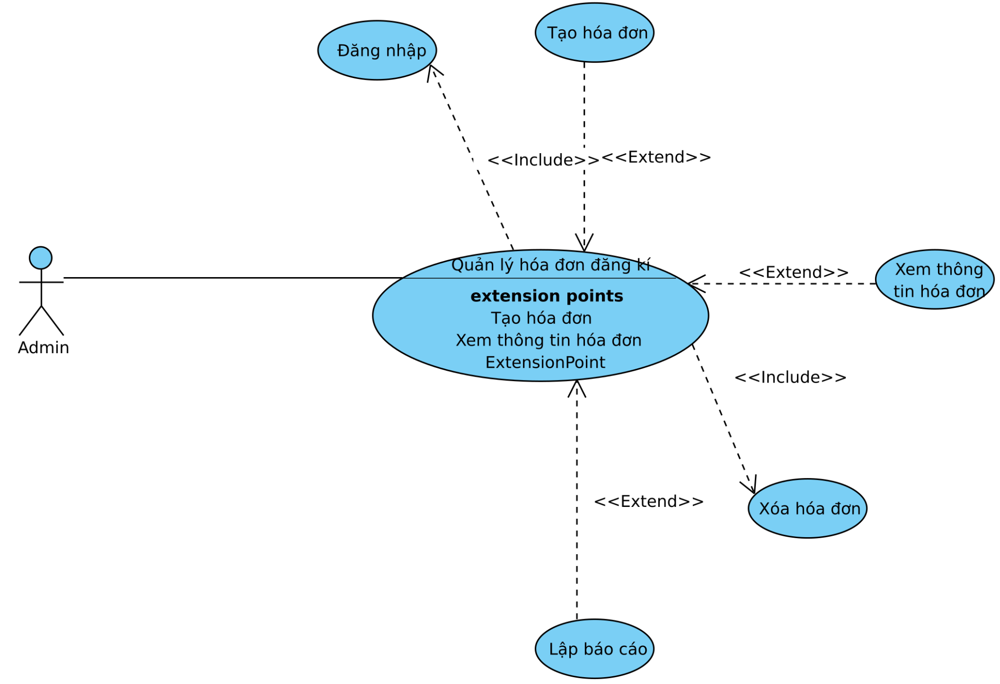 Tạo hóa đơn
Đăng nhập
<<Include>>
<<Extend>>
Quản lý hóa đơn đăng kí
extension points
Tạo hóa đơn
Xem thông tin hóa đơn
ExtensionPoint
<<Extend>>
Xem thông
tin hóa đơn
Admin
<<Include>>
<<Extend>>
Xóa hóa đơn
Lập báo cáo